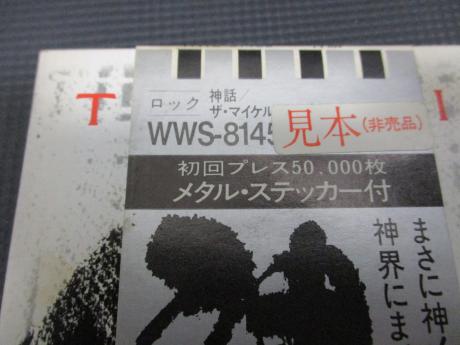 T
I
ロック
神話/
ザ・マイケル
WWS-8145
見本(非売品)
初回プレス50,000枚
メタル・ステッカー付
まさに神
神界にま